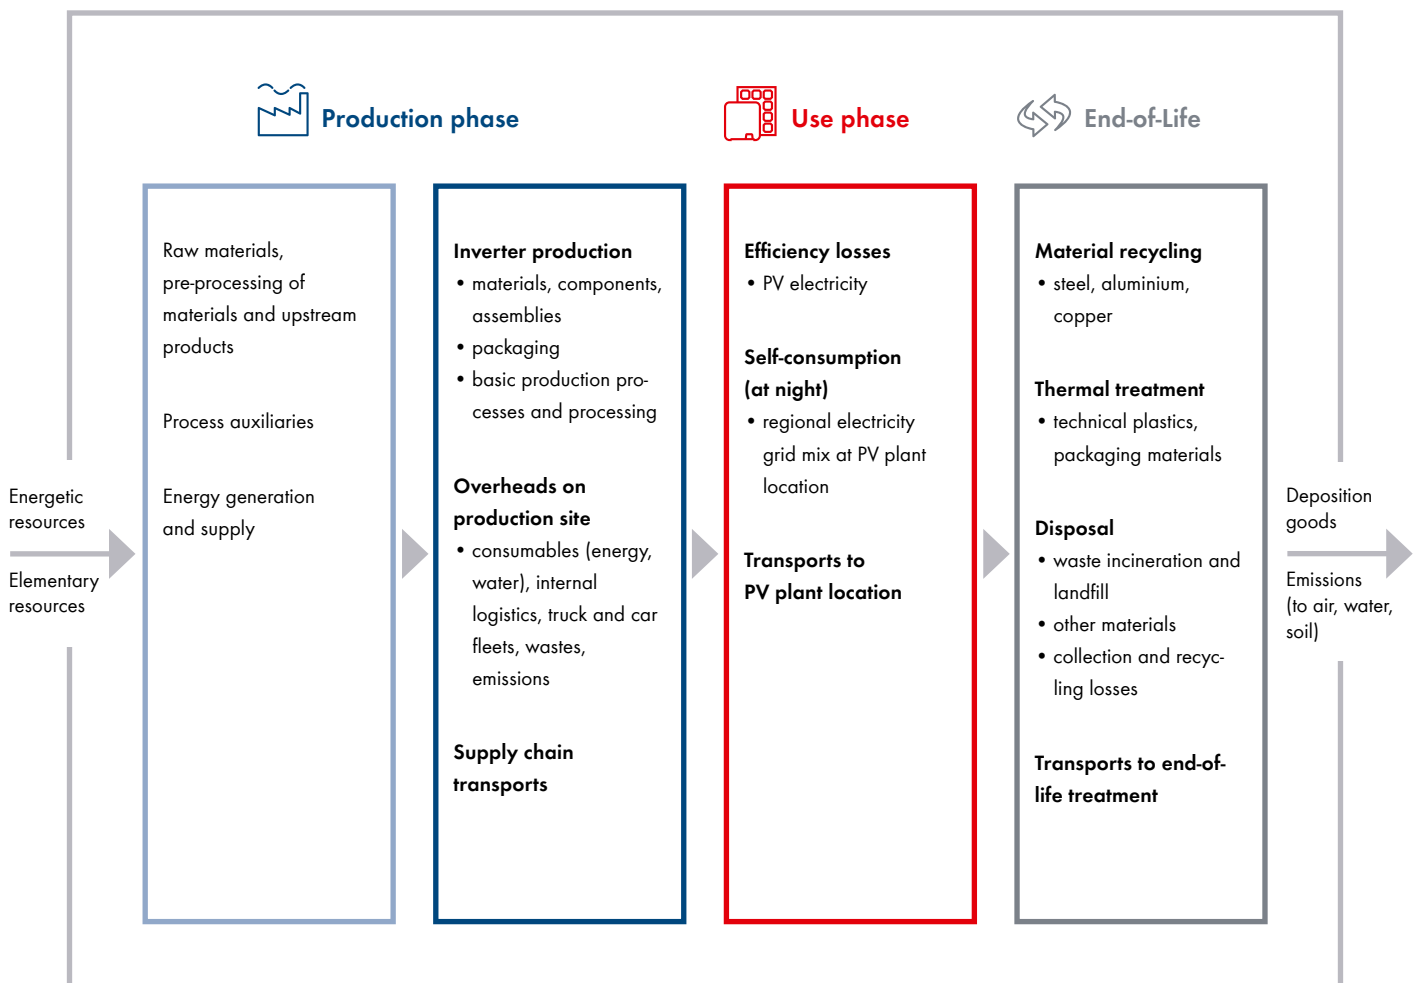 Production phase
Use phase
End-of-Life
Energetic
resources
Elementary
resources
Raw materials,
pre-processing of
materials and upstream
products
Process auxiliaries
Energy generation
and supply
Inverter production
• materials, components,
assemblies
• packaging
• basic production pro-
cesses and processing
Overheads on
production site
• consumables (energy,
water), internal
logistics, truck and car
fleets, wastes,
emissions
Supply chain
transports
Efficiency losses
• PV electricity
Self-consumption
(at night)
• regional electricity
grid mix at PV plant
location
Transports to
PV plant location
Material recycling
• steel, aluminium,
copper
Thermal treatment
• technical plastics,
packaging materials
Disposal
• waste incineration and
landfill
• other materials
• collection and recyc-
ling losses
Transports to end-of-
life treatment
Deposition
goods
Emissions
(to air, water,
soil)